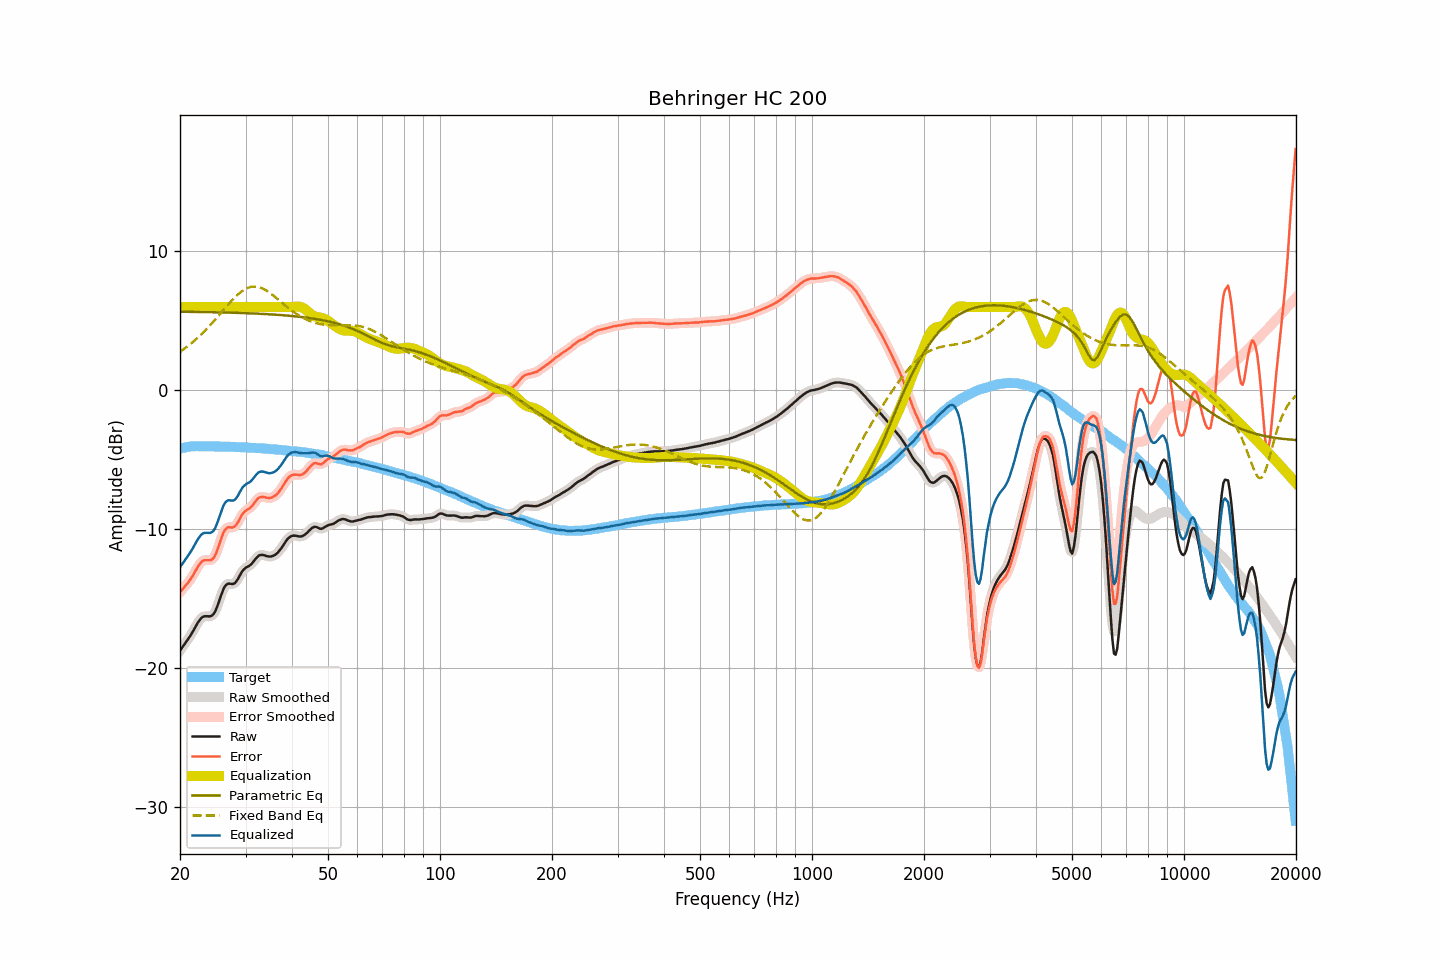 Behringer HC 200
Amplitude (dBr)
10
0
−10
−20
−30
Target
Raw Smoothed
Error Smoothed
Raw
Error
Equalization
Parametric Eq
Fixed Band Eq
Equalized
20 50 100 200 500 1000 2000 5000 10000 20000
Frequency (Hz)